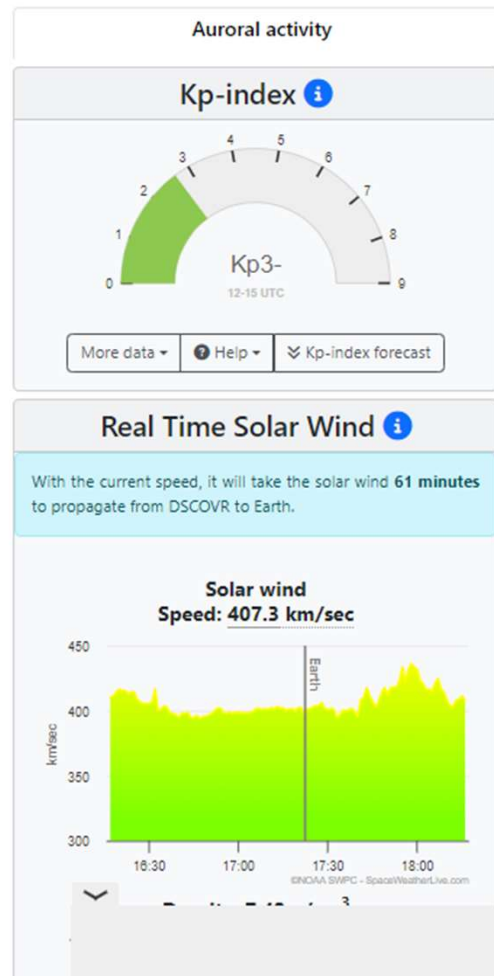 Auroral activity
Kp-index
0
1
2
3
4
5
6
7
8
9
Kp3-
12-15 UTC
More data
Help
Kp-index forecast
Real Time Solar Wind
With the current speed, it will take the solar wind 61 minutes
to propagate from DSCOVR to Earth.
Solar wind
Speed: 407.3 km/sec
450
400
350
300
km/sec
Earth
16:30
17:00
17:30
18:00
©NOAA SWPC - SpaceWeatherLive.com